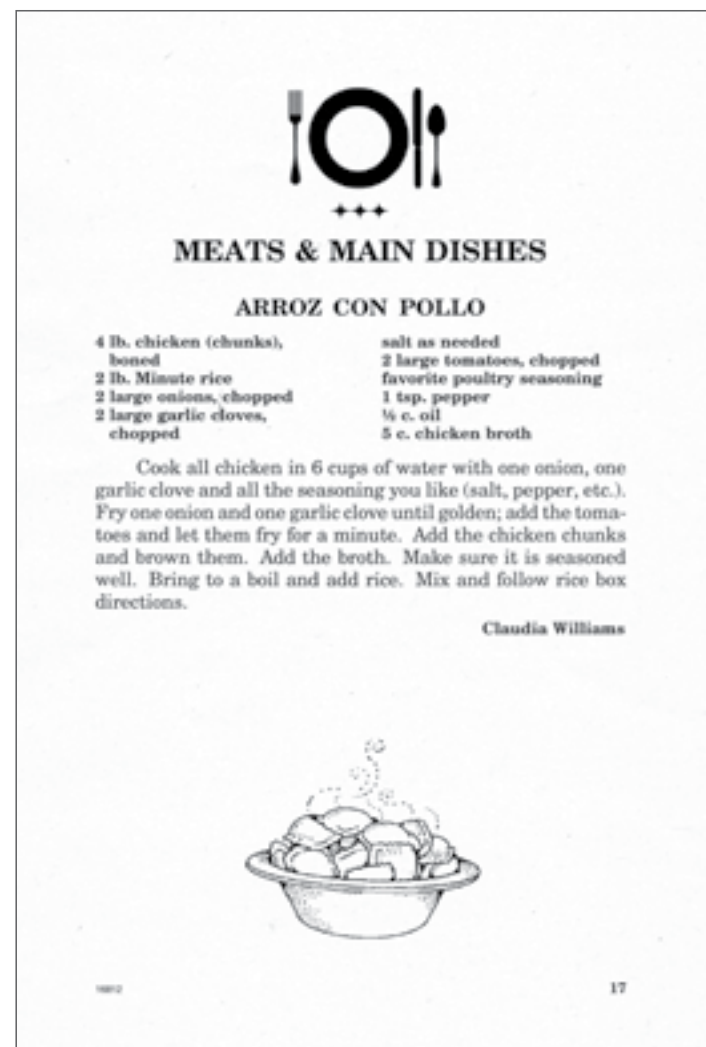 MEATS & MAIN DISHES
ARROZ CON POLLO
4 lb. chicken (chunks),
boned
2 lb. Minute rice
2 large onions, chopped
2 large garlic cloves,
chopped
salt as needed
2 large tomatoes, chopped
favorite poultry seasoning
1 tsp. pepper
c. oil
5 c. chicken broth
Cook all chicken in 6 cups of water with one onion, one
garlic clove and all the seasoning you like (salt, pepper, etc.).
Fry one onion and one garlic clove until golden; add the toma-
toes and let them fry for a minute. Add the chicken chunks
and brown them. Add the broth. Make sure it is seasoned
well. Bring to a boil and add rice. Mix and follow rice box
directions.
Claudia Williams
17